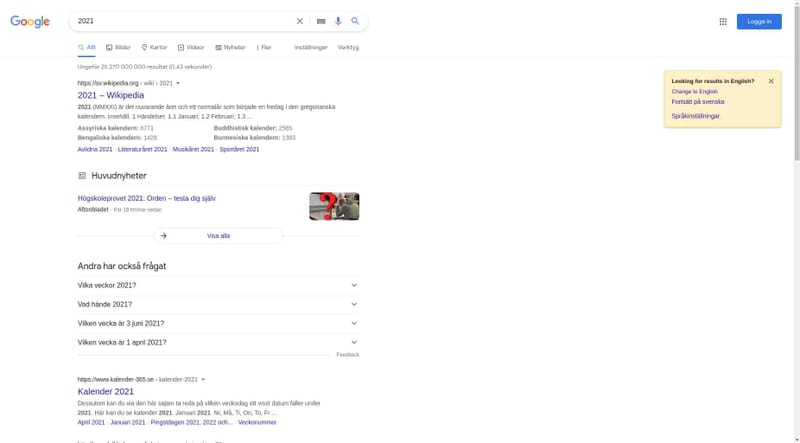 Google
2021
Logga in
Allt Bilder Kartor Videor Nyheter Fler Inställningar Verktyg
Ungefär 25 270 000 000 resultat (0,43 sekunder)
Looking for results in English?
Change to English
Fortsätt på svenska
Språkinställningar
https://sv.wikipedia.org › wiki › 2021
2021 – Wikipedia
2021 (MMXXI) är det nuvarande året och ett normalår som började en fredag i den gregorianska
kalendern. Innehåll. 1 Händelser. 1.1 Januari; 1.2 Februari; 1.3 ...
Assyriska kalendern: 6771 Buddhistisk kalender: 2565
Bengaliska kalendern: 1428 Burmesiska kalendern: 1383
Avlidna 2021 · Litteraturåret 2021 · Musikåret 2021 · Sportåret 2021
Huvudnyheter
Högskoleprovet 2021: Orden – testa dig själv
Aftonbladet · För 19 timmar sedan
?
Visa alla
Andra har också frågat
Vilka veckor 2021?
Vad hände 2021?
Vilken vecka är 3 juni 2021?
Vilken vecka är 1 april 2021?
Feedback
https://www.kalender-365.se › kalender-2021
Kalender 2021
Dessutom kan du via den här sajten ta reda på vilken veckodag ett visst datum faller under
2021. Här kan du se kalender 2021. Januari 2021. Nr, Må, Ti, On, To, Fr ...
April 2021 · Januari 2021 · Pingstdagen 2021, 2022 och... · Veckonummer